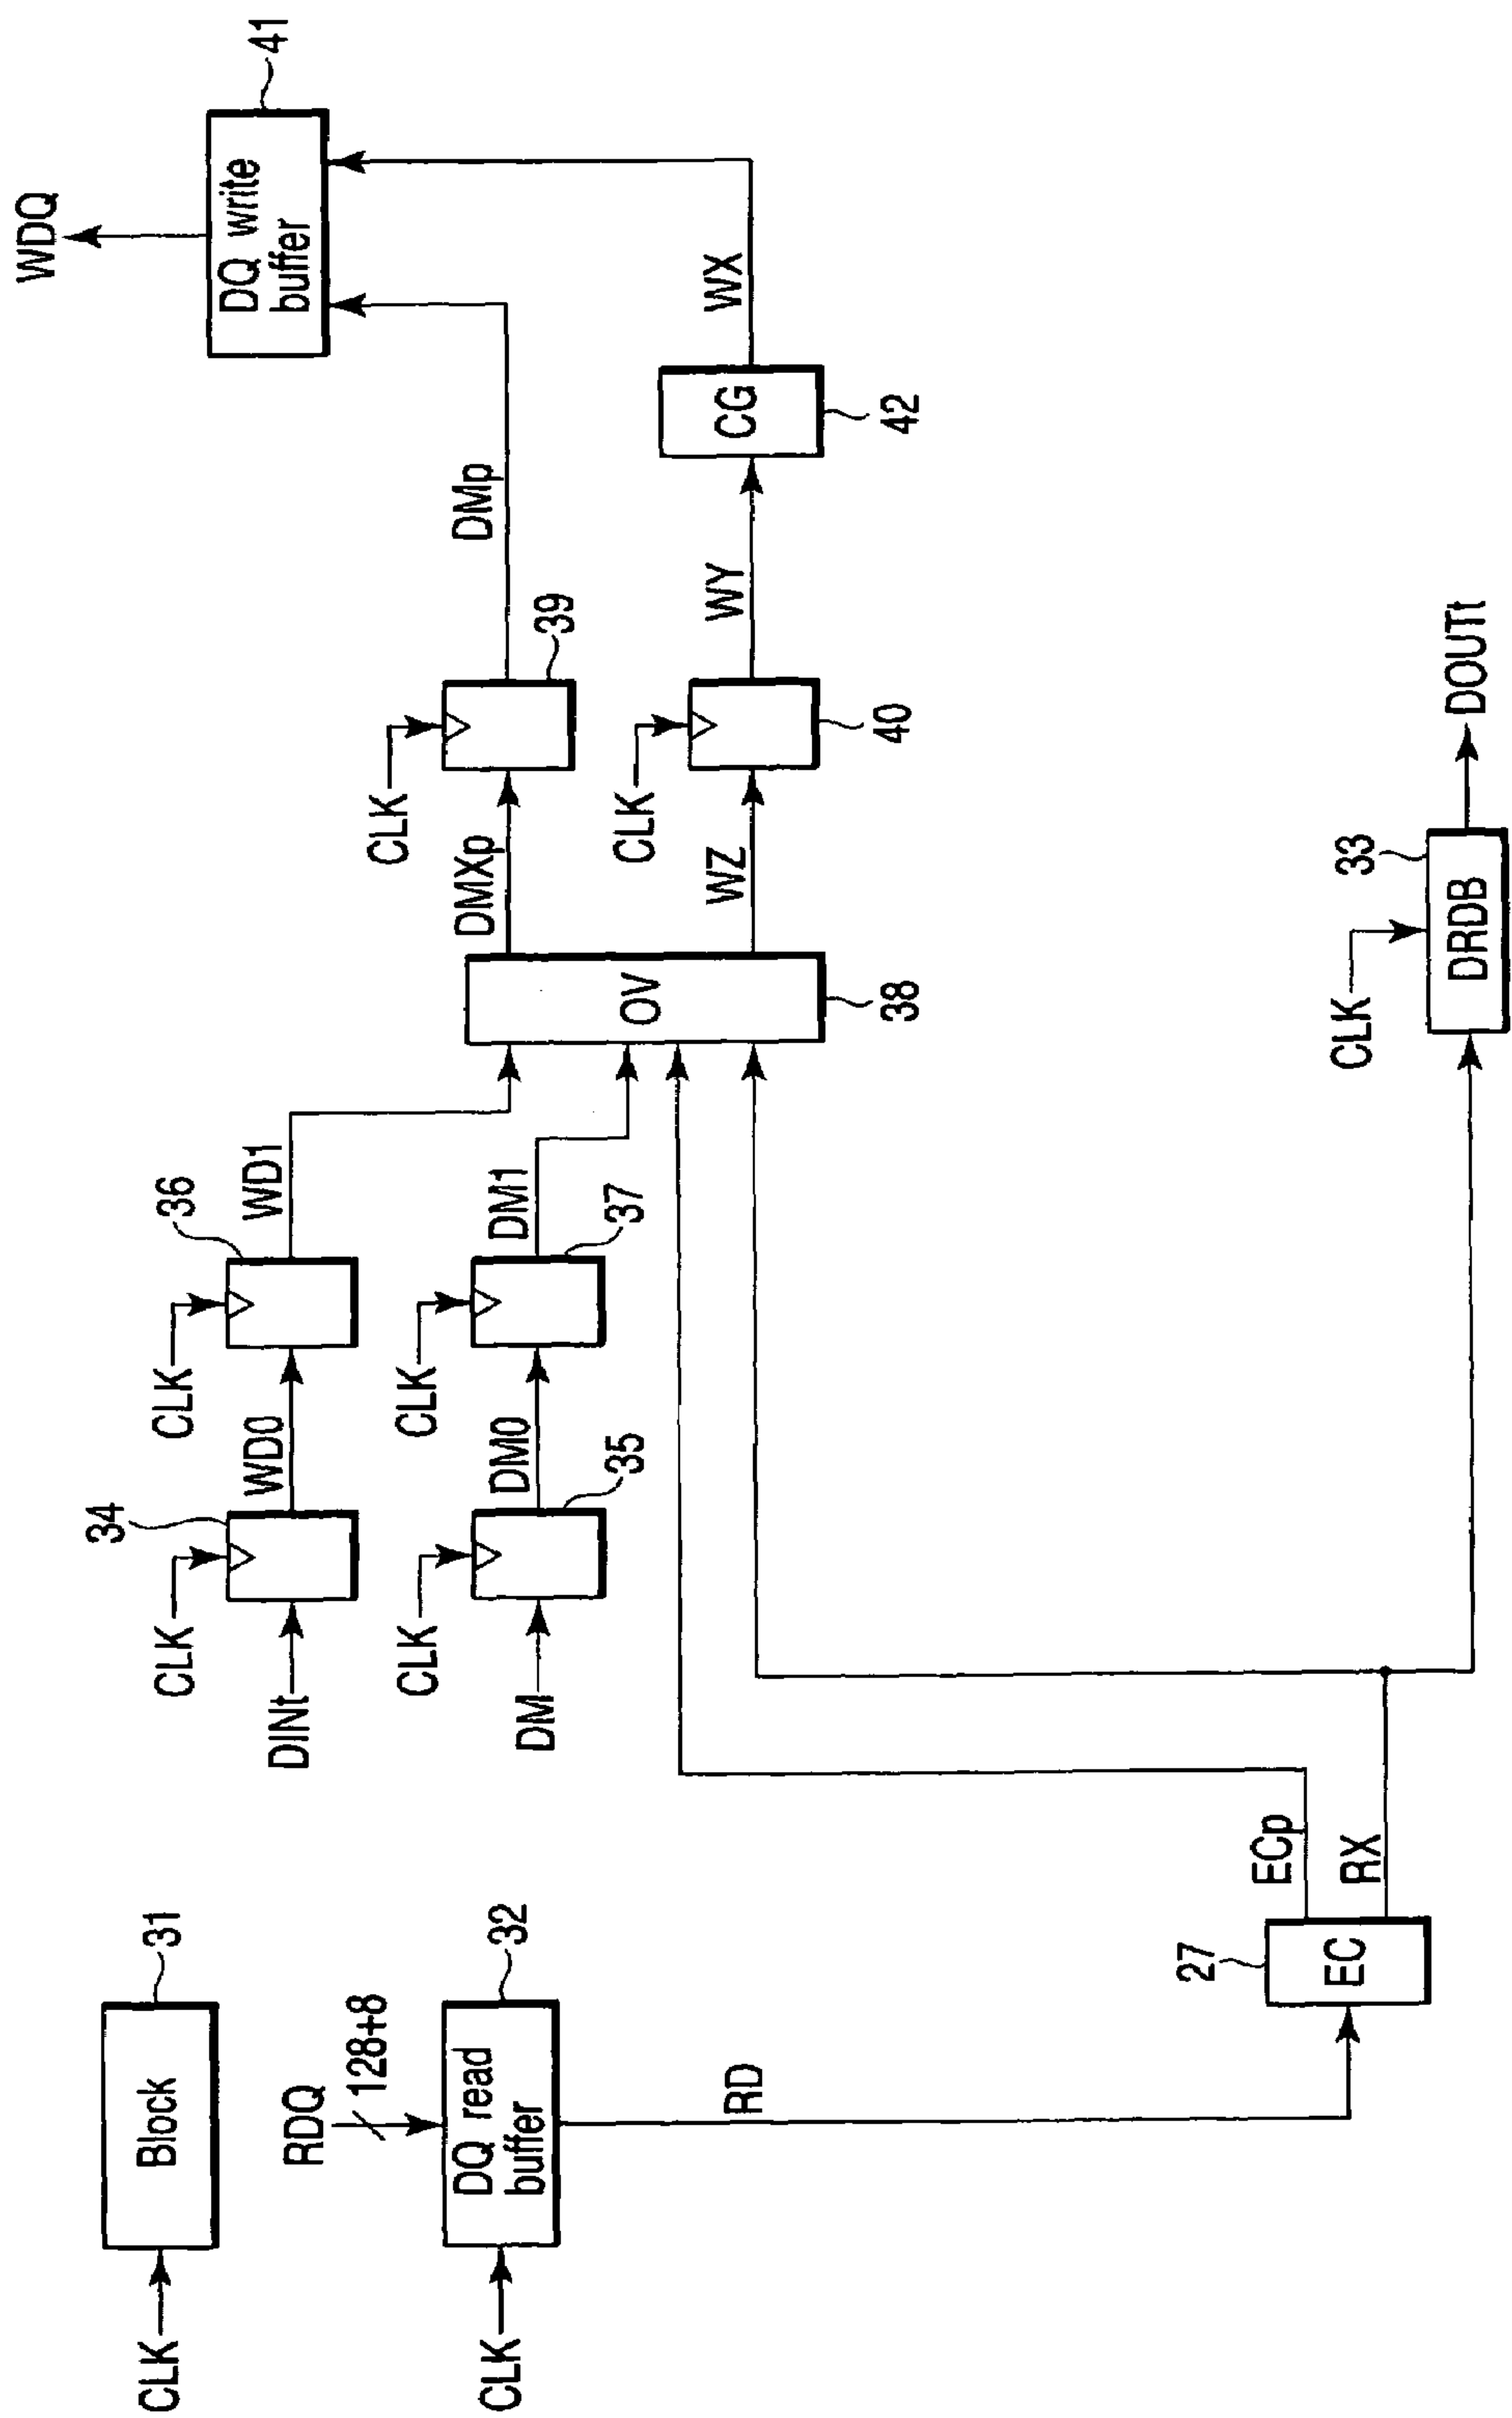 CLK
Block
31
RDQ
128+8
CLK
DQ read
buffer
32
RD
27
EC
ECp
RX
DINt
CLK
34
WD0
CLK
36
WD1
DM
CLK
35
DM0
CLK
37
DM1
OV
38
DMXp
WZ
CLK
39
CLK
40
DMp
WY
CG
42
WX
DQ write
buffer
41
WDQ
CLK
DRDB
33
DOUTt